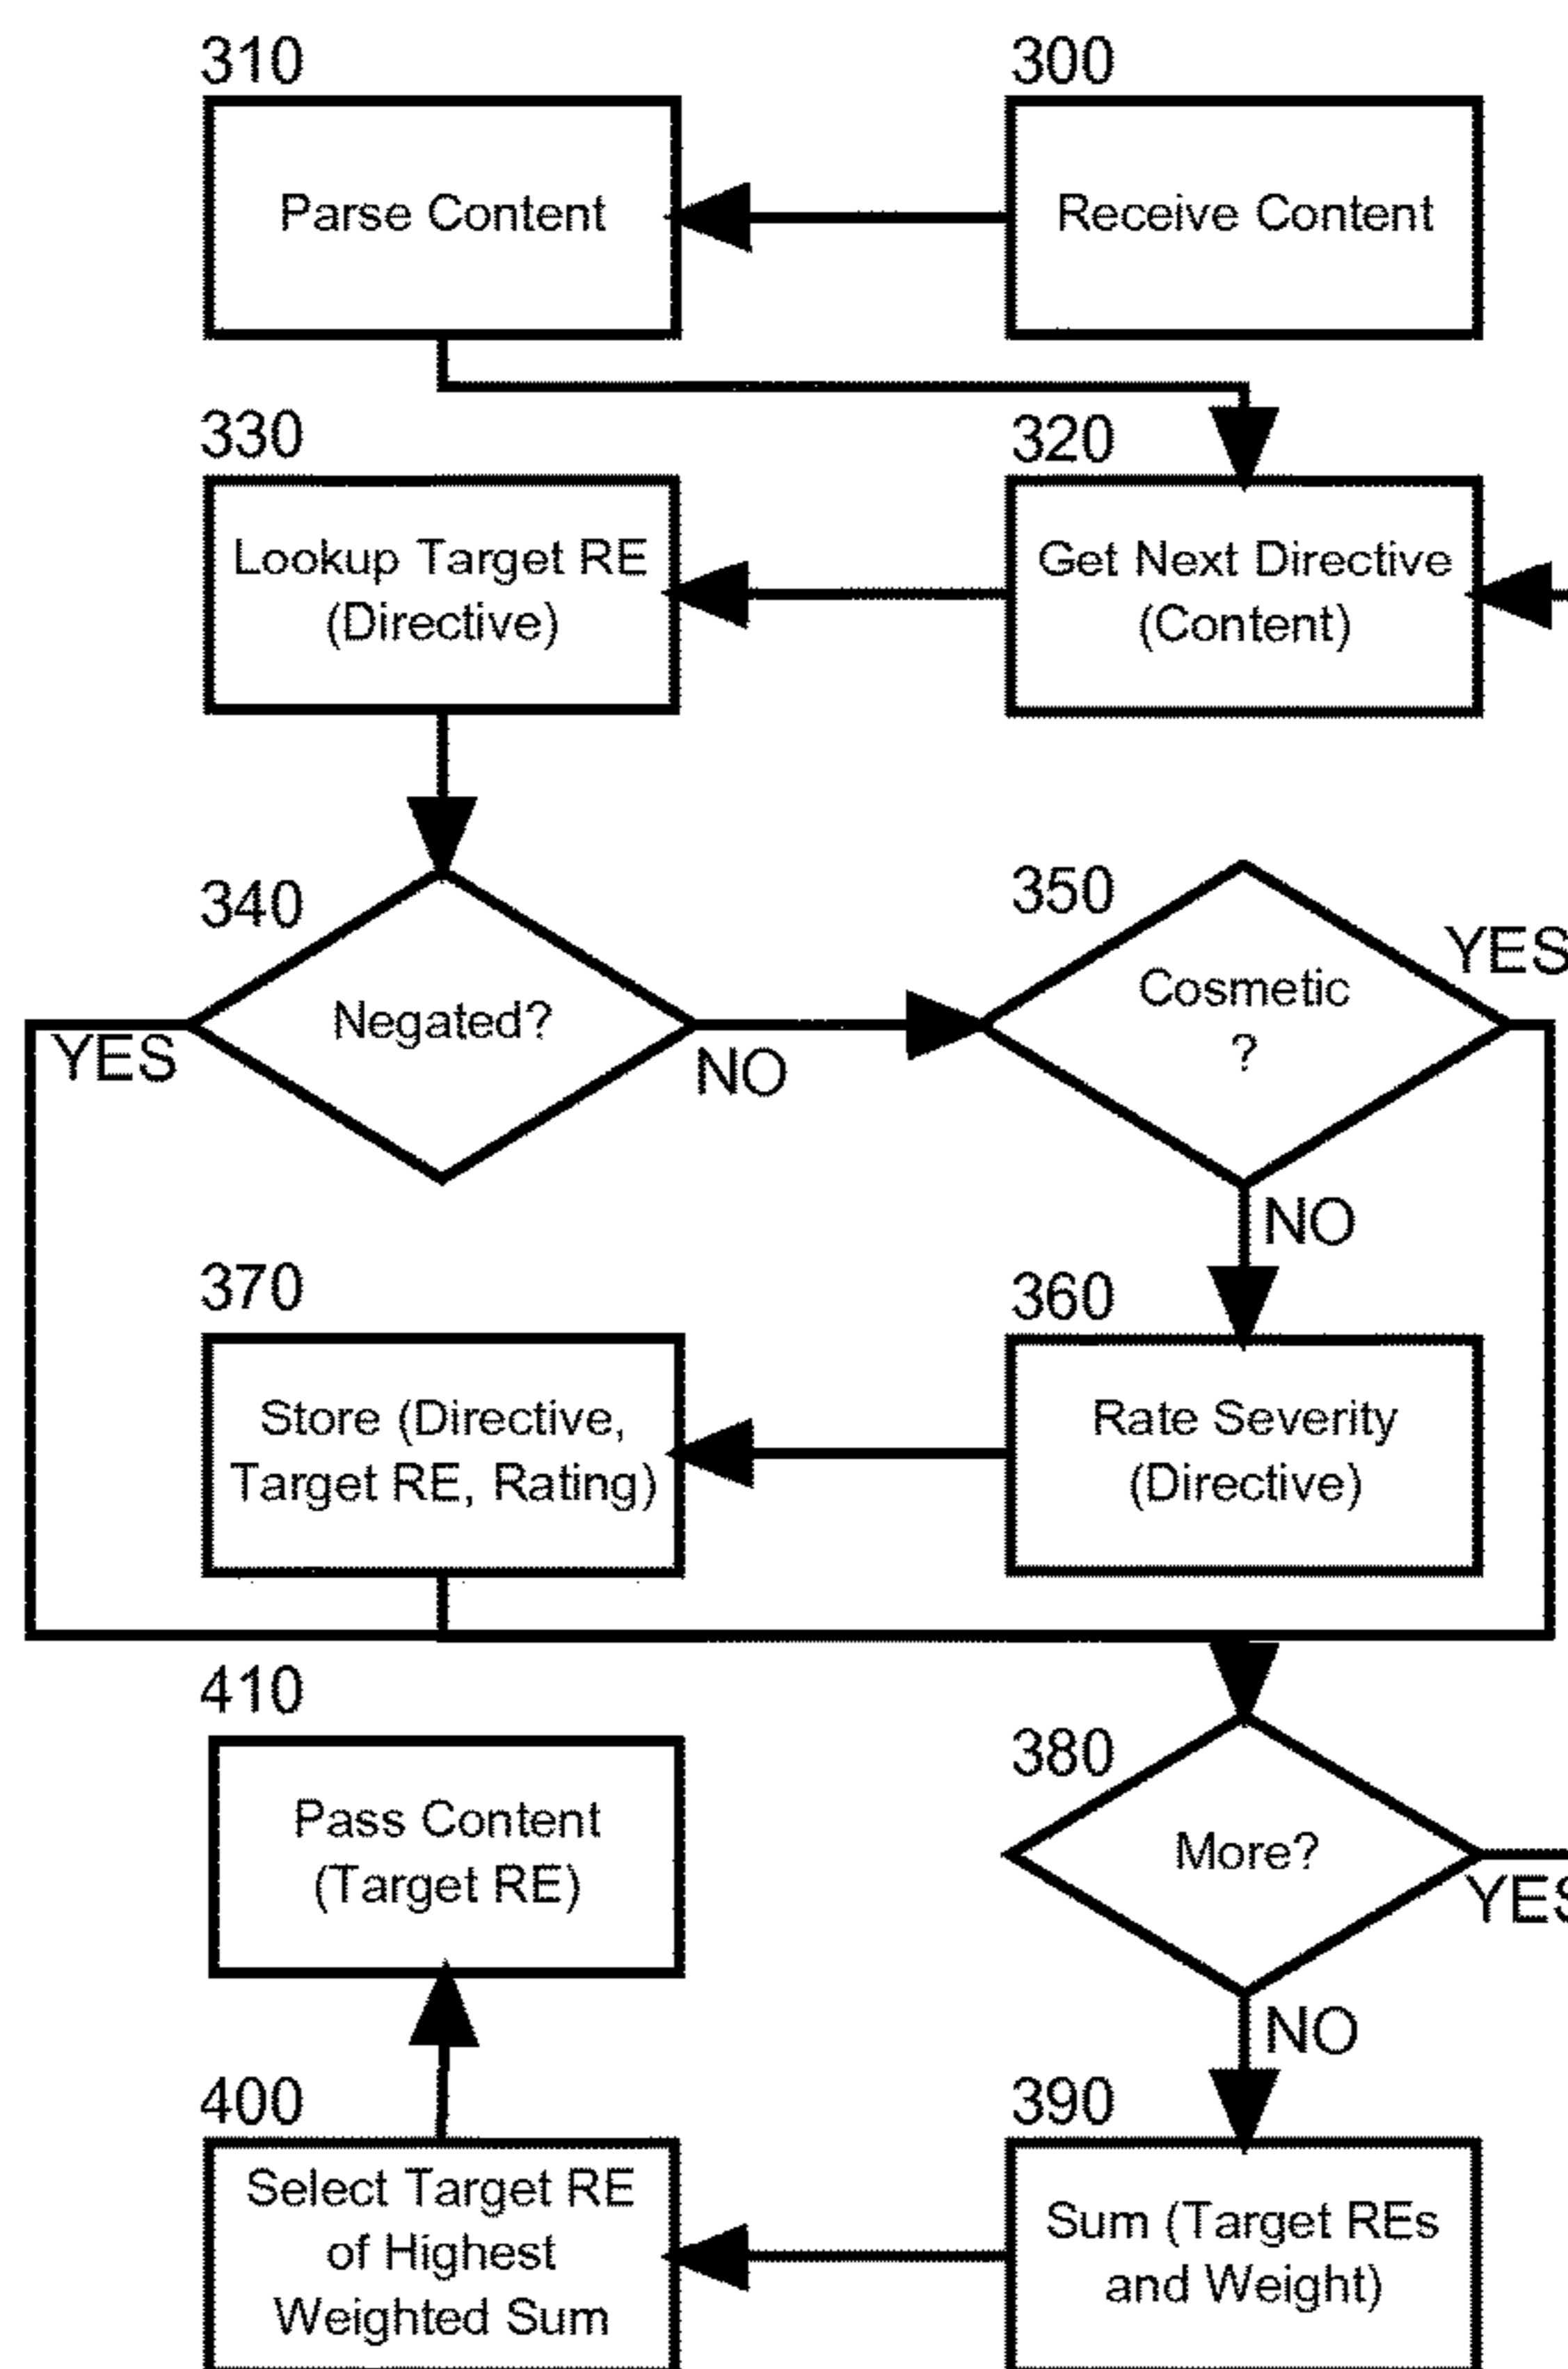 310
300
Parse Content
Receive Content
330
320
Lookup Target RE
(Directive)
Get Next Directive
(Content)
340
350
Negated?
Cosmetic
?
YES
YES
NO
NO
370
360
Store (Directive,
Target RE, Rating)
Rate Severity
(Directive)
410
380
Pass Content
(Target RE)
More?
YES
NO
400
390
Select Target RE
of Highest
Weighted Sum
Sum (Target REs
and Weight)